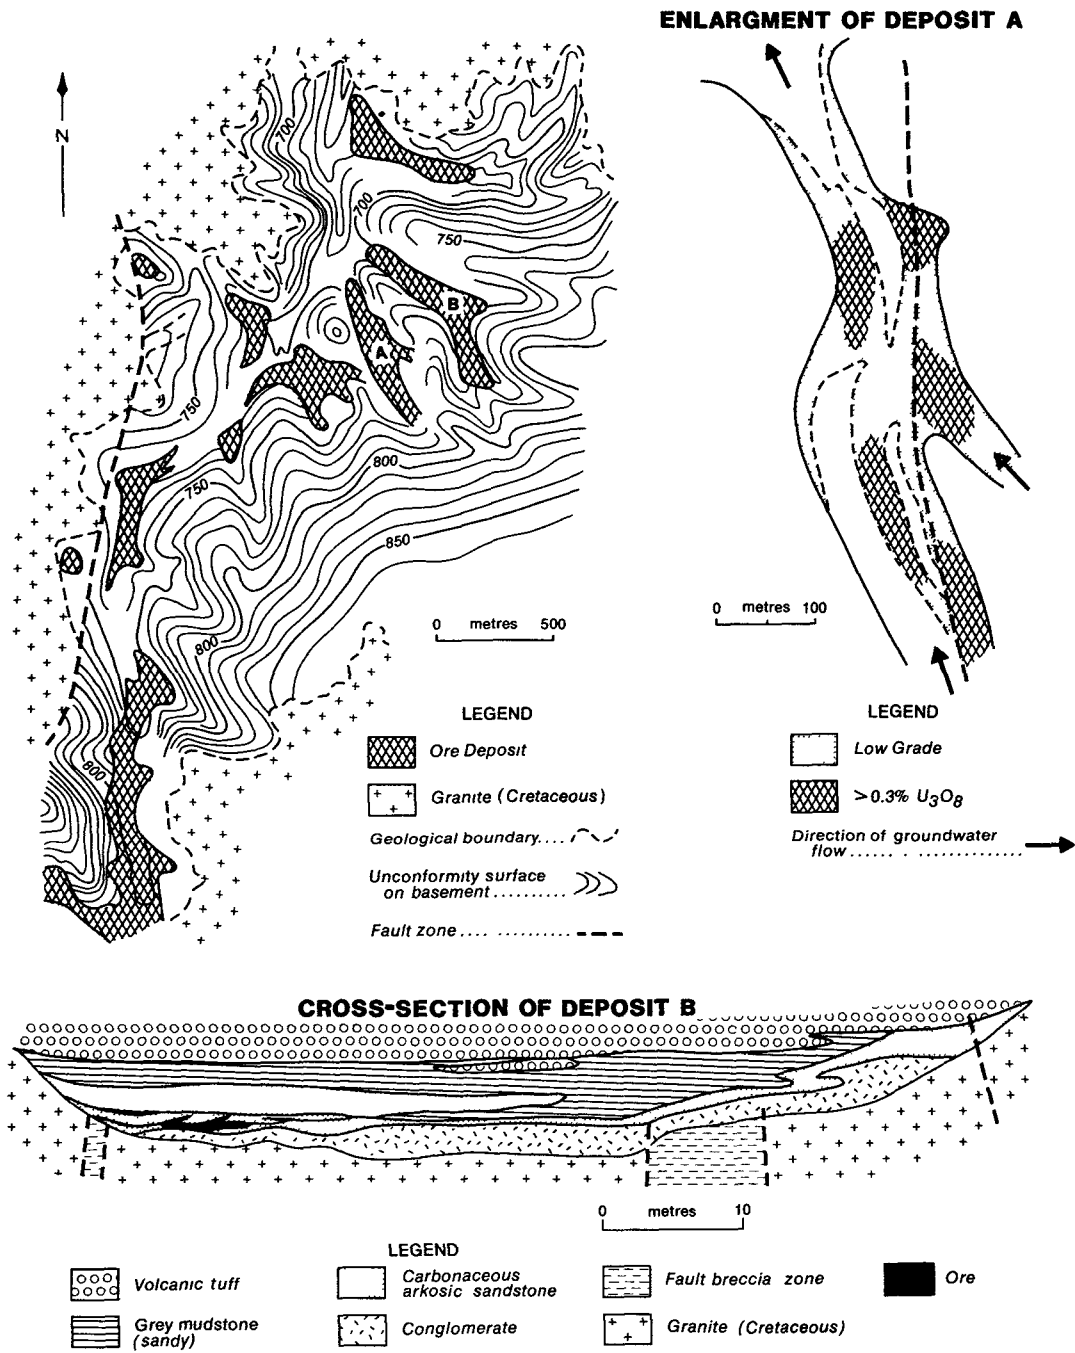 ENLARGMENT OF DEPOSIT A
N
700
700
750
B
A
750
800
750
850
800
800
0 metres 500
0 metres 100
LEGEND
Ore Deposit
Granite (Cretaceous)
Geological boundary....
Unconformity surface
on basement..........
Fault zone.... ..........
LEGEND
Low Grade
>0.3% U₃O₈
Direction of groundwater
flow...... . .............
CROSS-SECTION OF DEPOSIT B
0 metres 10
LEGEND
Volcanic tuff
Grey mudstone
(sandy)
Carbonaceous
arkosic sandstone
Conglomerate
Fault breccia zone
Granite (Cretaceous)
Ore